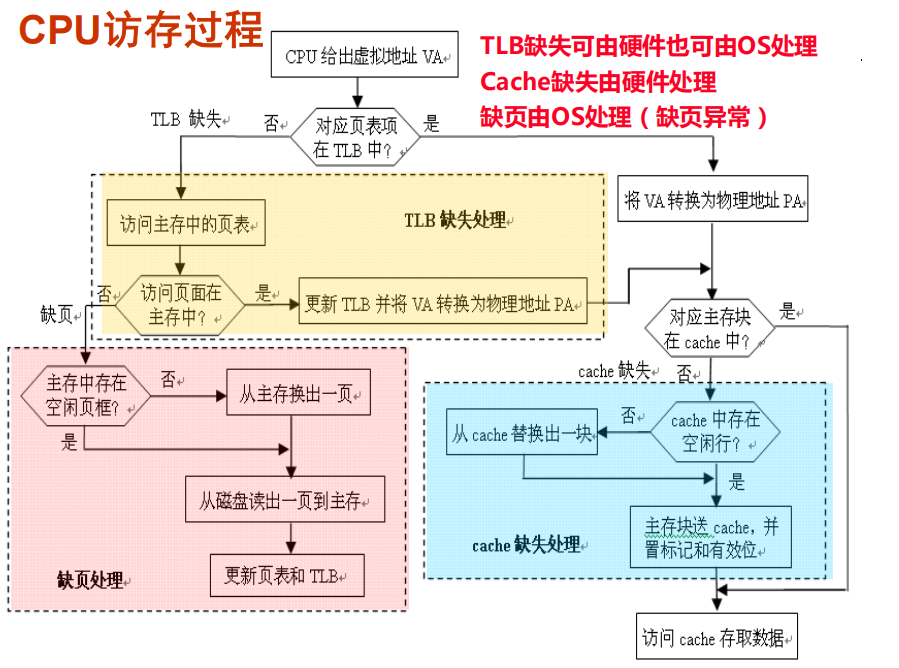 CPU访存过程
CPU 给出虚拟地址 VA
TLB缺失可由硬件也可由OS处理
Cache缺失由硬件处理
缺页由OS处理（缺页异常）
TLB 缺失
否
对应页表项
在 TLB 中?
是
将 VA 转换为物理地址 PA
访问主存中的页表
TLB 缺失处理
访问页面在
主存中?
否
是
更新 TLB 并将 VA 转换为物理地址 PA
缺页
对应主存块
在 cache 中?
是
cache 缺失
否
主存中存在
空闲页框?
否
从主存换出一页
是
从磁盘读出一页到主存
更新页表和 TLB
缺页处理
cache 中存在
空闲行?
否
从 cache 替换出一块
是
主存块送 cache，并
置标记和有效位
cache 缺失处理
访问 cache 存取数据